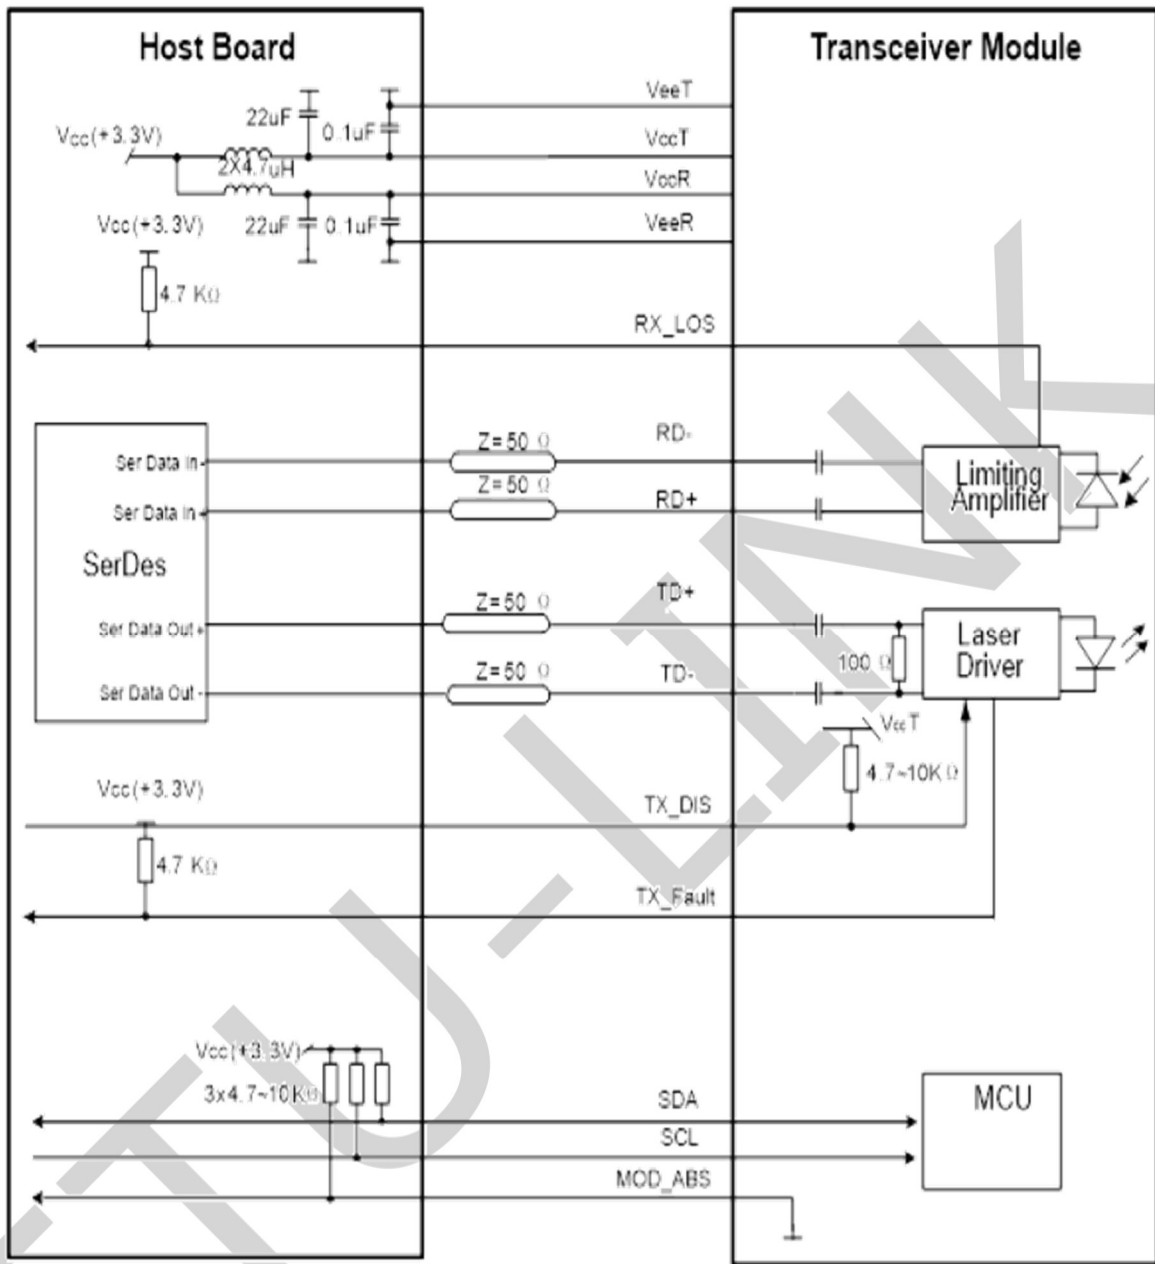 Host Board
Transceiver Module
VeeT
22uF
0.1uF
Vcc(+3.3V)
VccT
2X4.7uH
VccR
Vcc(+3.3V)
22uF
0.1uF
VeeR
4.7 KΩ
RX_LOS
Z=50 Ω
RD-
Ser Data In-
Limiting
Amplifier
Z=50 Ω
RD+
Ser Data In +
SerDes
Z=50 Ω
TD+
Ser Data Out +
Laser
Driver
100 Ω
Z=50 Ω
TD-
Ser Data Out -
VccT
4.7~10KΩ
Vcc(+3.3V)
TX_DIS
4.7 KΩ
TX_Fault
Vcc(+3.3V)
3x4.7~10KΩ
SDA
MCU
SCL
MOD_ABS
TU-LINK